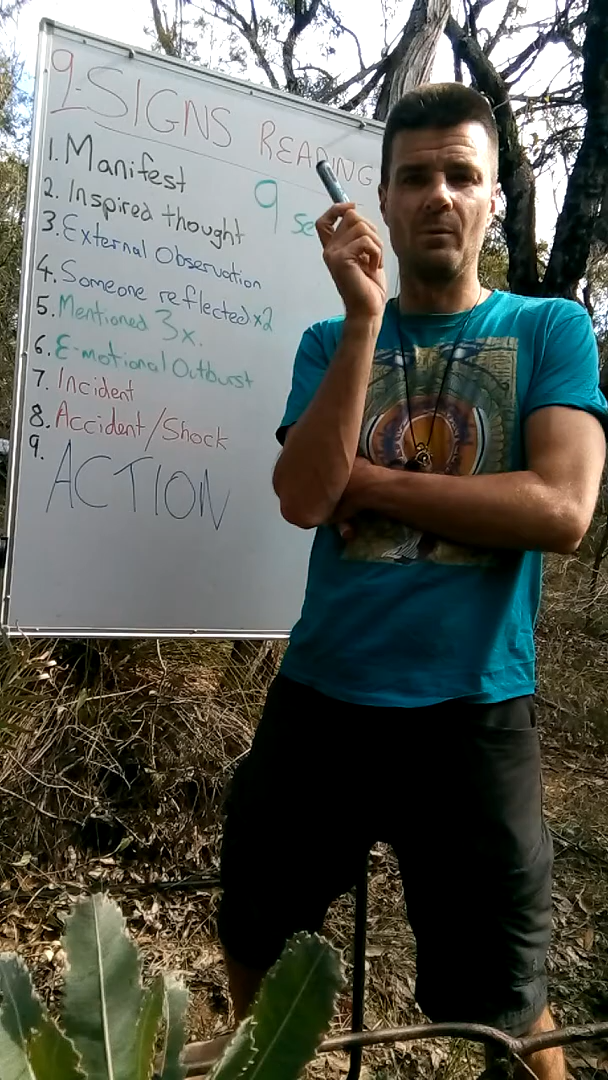 9-SIGNS READING
9 se
1. Manifest
2. Inspired thought
3. External Observation
4. Someone reflected x2
5. Mentioned 3x.
6. E-motional Outburst
7. Incident
8. Accident/Shock
9. ACTION